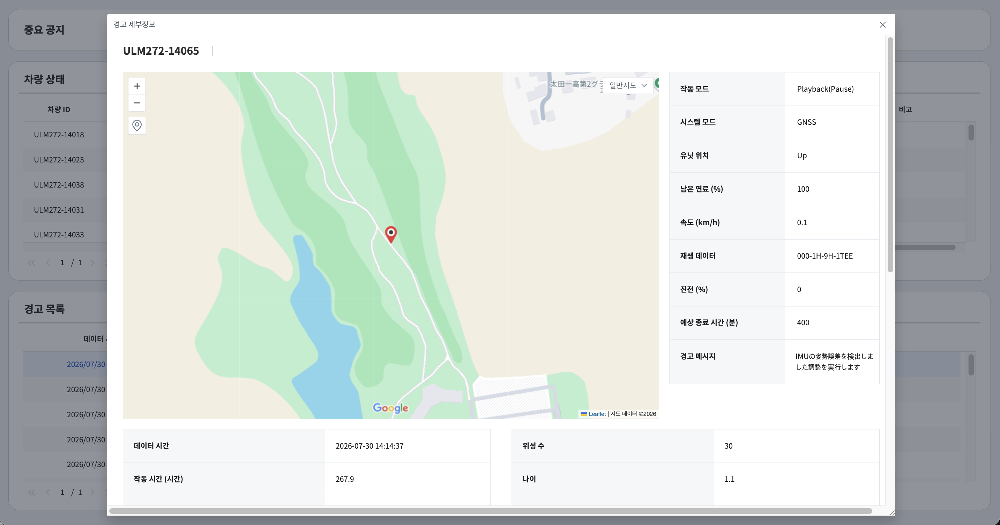 중요 공지
차량 상태
차량 ID
비고
ULM272-14018
ULM272-14023
ULM272-14038
ULM272-14031
ULM272-14033
1 / 1
경고 목록
데이터
2026/07/30
2026/07/30
2026/07/30
2026/07/30
2026/07/30
1 / 1
경고 세부정보
ULM272-14065
+
−
太田一高第2グラ
일반지도
Google
Leaflet | 지도 데이터 ©2026
작동 모드 Playback(Pause)
시스템 모드 GNSS
유닛 위치 Up
남은 연료 (%) 100
속도 (km/h) 0.1
재생 데이터 000-1H-9H-1TEE
진전 (%) 0
예상 종료 시간 (분) 400
경고 메시지 IMUの姿勢誤差を検出しま
した調整を実行します
데이터 시간 2026-07-30 14:14:37
작동 시간 (시간) 267.9
위성 수 30
나이 1.1